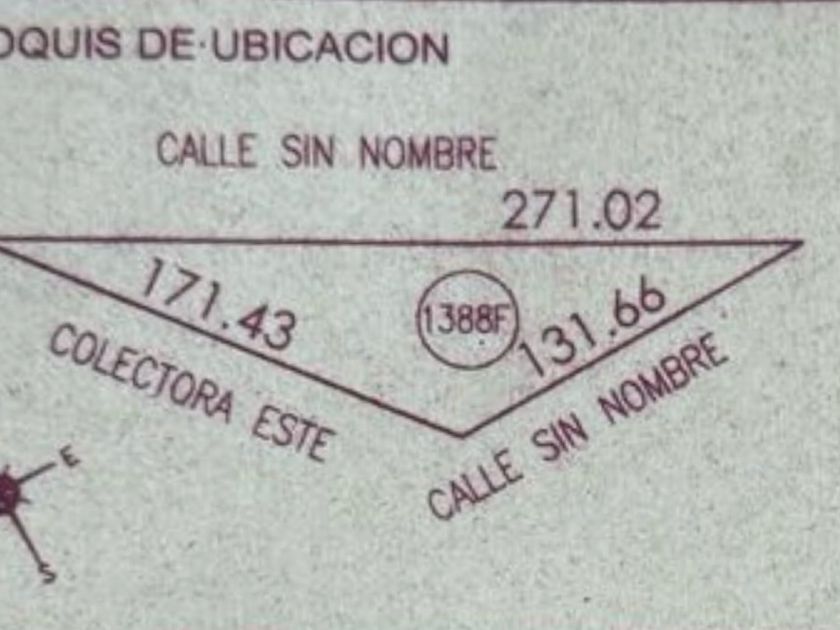 OQUIS DE UBICACION
CALLE SIN NOMBRE
271.02
171.43
1388F
131.66
COLECTORA ESTE
CALLE SIN NOMBRE
E
S